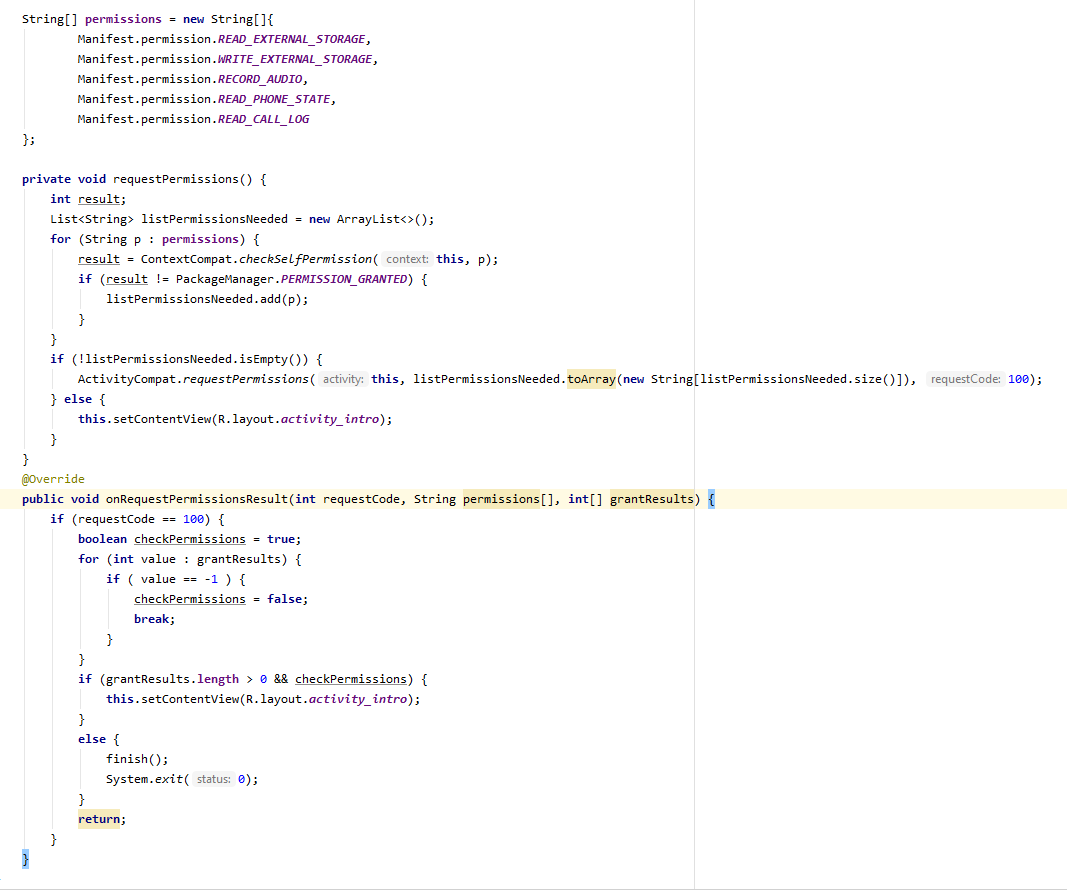 String[] permissions = new String[]{
        Manifest.permission.READ_EXTERNAL_STORAGE,
        Manifest.permission.WRITE_EXTERNAL_STORAGE,
        Manifest.permission.RECORD_AUDIO,
        Manifest.permission.READ_PHONE_STATE,
        Manifest.permission.READ_CALL_LOG
};

private void requestPermissions() {
    int result;
    List<String> listPermissionsNeeded = new ArrayList<>();
    for (String p : permissions) {
        result = ContextCompat.checkSelfPermission( context: this, p);
        if (result != PackageManager.PERMISSION_GRANTED) {
            listPermissionsNeeded.add(p);
        }
    }
    if (!listPermissionsNeeded.isEmpty()) {
        ActivityCompat.requestPermissions( activity: this, listPermissionsNeeded.toArray(new String[listPermissionsNeeded.size()]), requestCode: 100);
    } else {
        this.setContentView(R.layout.activity_intro);
    }
}
@Override
public void onRequestPermissionsResult(int requestCode, String permissions[], int[] grantResults) {
    if (requestCode == 100) {
        boolean checkPermissions = true;
        for (int value : grantResults) {
            if ( value == -1 ) {
                checkPermissions = false;
                break;
            }
        }
        if (grantResults.length > 0 && checkPermissions) {
            this.setContentView(R.layout.activity_intro);
        }
        else {
            finish();
            System.exit( status: 0);
        }
        return;
    }
}